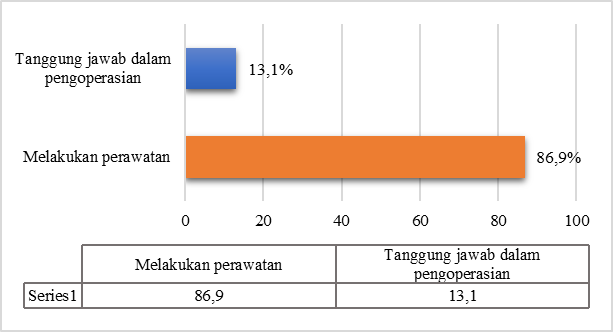 Tanggung jawab dalam
pengoperasian
13,1%
Melakukan perawatan
86,9%
0 20 40 60 80 100
Melakukan perawatan Tanggung jawab dalam
pengoperasian
Series1 86,9 13,1